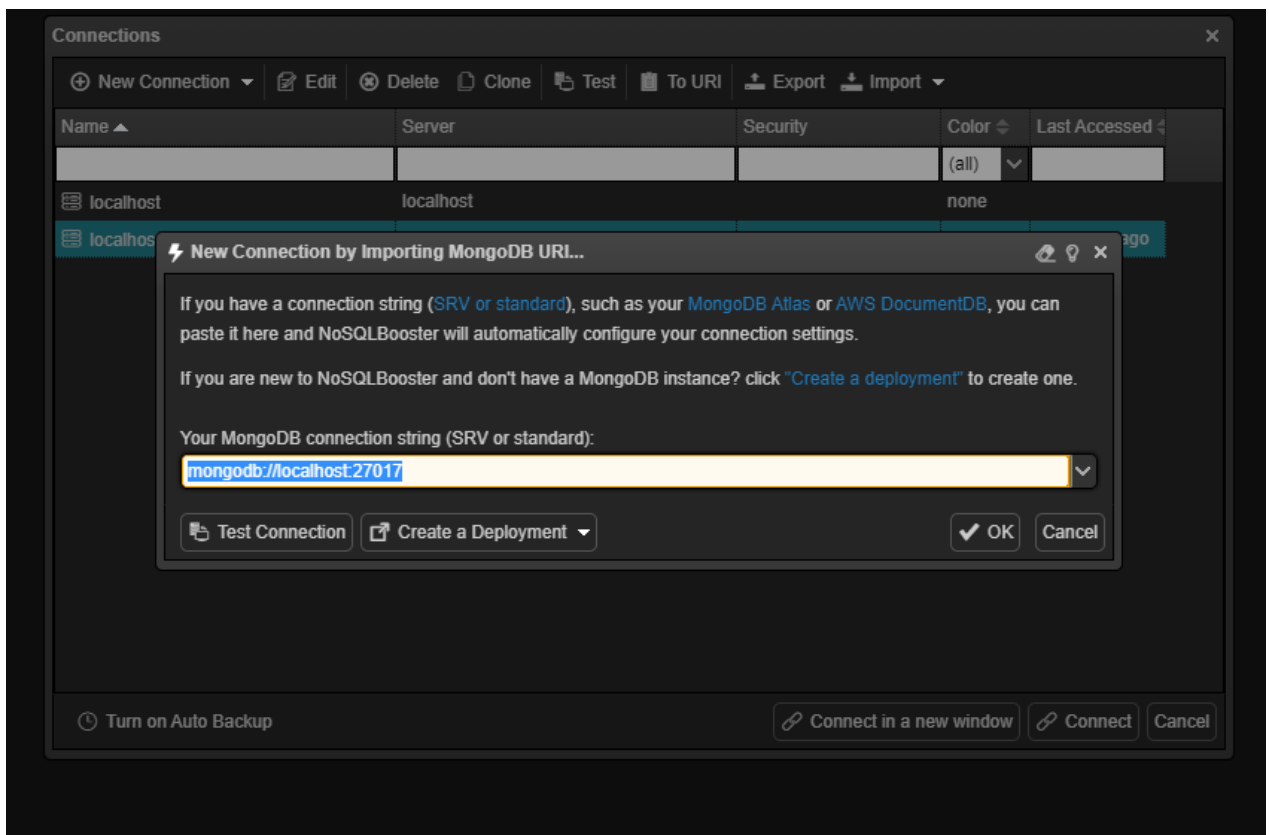 Connections
New Connection Edit Delete Clone Test To URI Export Import
Name Server Security Color Last Accessed
(all)
localhost localhost none
localhos ago
New Connection by Importing MongoDB URI...
If you have a connection string (SRV or standard), such as your MongoDB Atlas or AWS DocumentDB, you can
paste it here and NoSQLBooster will automatically configure your connection settings.
If you are new to NoSQLBooster and don't have a MongoDB instance? click "Create a deployment" to create one.
Your MongoDB connection string (SRV or standard):
mongodb://localhost:27017
Test Connection Create a Deployment OK Cancel
Turn on Auto Backup Connect in a new window Connect Cancel